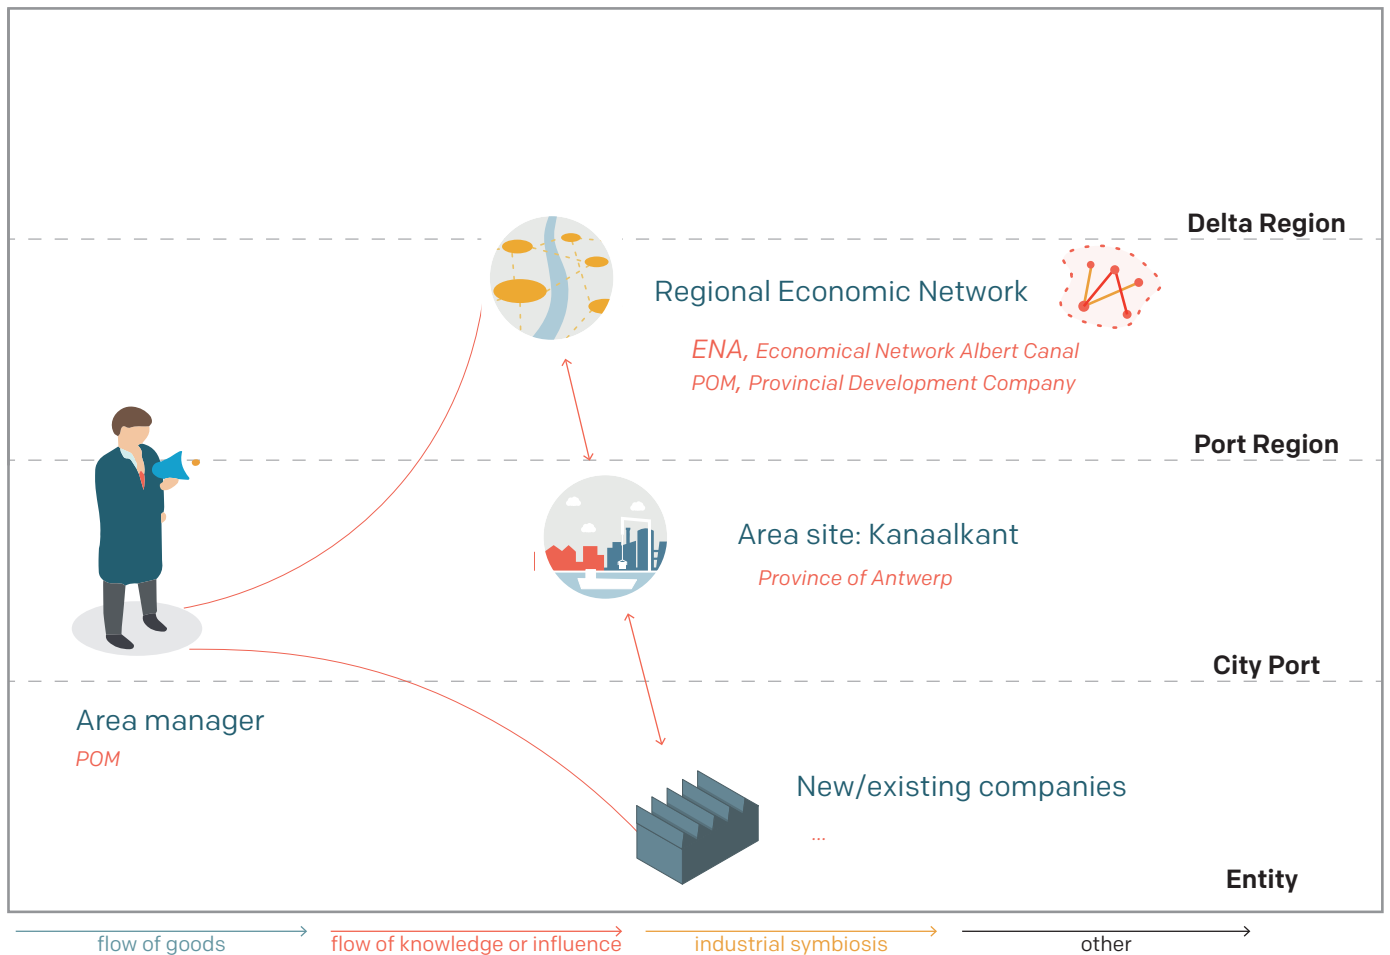 Delta Region
Regional Economic Network
ENA, Economical Network Albert Canal
POM, Provincial Development Company
Port Region
Area site: Kanaalkant
Province of Antwerp
City Port
Area manager
POM
New/existing companies
...
Entity
flow of goods
flow of knowledge or influence
industrial symbiosis
other